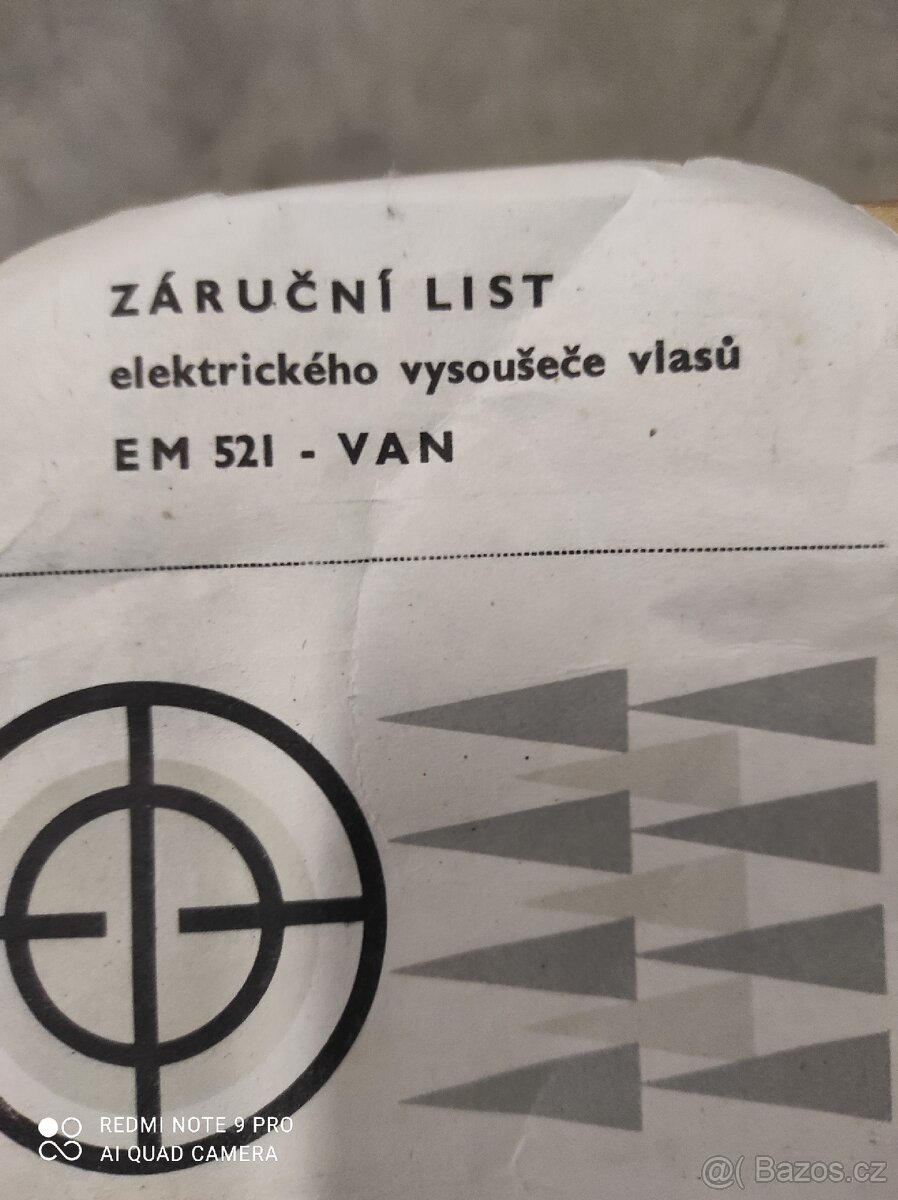 ZÁRUČNÍ LIST
elektrického vysoušeče vlasů
EM 521 - VAN
REDMI NOTE 9 PRO
AI QUAD CAMERA
@( Bazos.cz